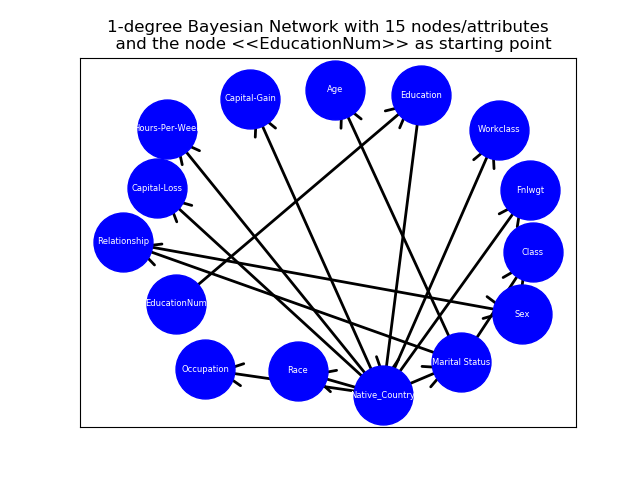 1-degree Bayesian Network with 15 nodes/attributes
and the node <<EducationNum>> as starting point
Age
Education
Capital-Gain
Hours-Per-Week
Workclass
Capital-Loss
Fnlwgt
Relationship
Class
EducationNum
Sex
Marital Status
Occupation
Race
Native_Country